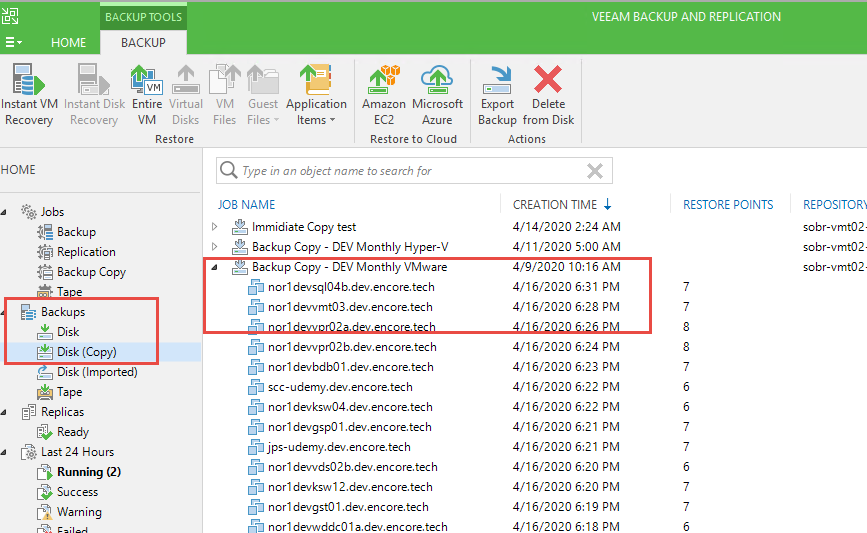 BACKUP TOOLS
VEEAM BACKUP AND REPLICATION
HOME BACKUP
Instant VM Recovery
Instant Disk Recovery
Entire VM
Virtual Disks
VM Files
Guest Files
Application Items
Amazon EC2
Microsoft Azure
Export Backup
Delete from Disk
Restore
Restore to Cloud
Actions
HOME
Jobs
Backup
Replication
Backup Copy
Tape
Backups
Disk
Disk (Copy)
Disk (Imported)
Tape
Replicas
Ready
Last 24 Hours
Running (2)
Success
Warning
Failed
Type in an object name to search for
JOB NAME CREATION TIME RESTORE POINTS REPOSITORY
Immidiate Copy test 4/14/2020 2:24 AM sobr-vmt02-
Backup Copy - DEV Monthly Hyper-V 4/11/2020 5:00 AM sobr-vmt02-
Backup Copy - DEV Monthly VMware 4/9/2020 10:16 AM sobr-vmt02-
nor1devsql04b.dev.encore.tech 4/16/2020 6:31 PM 7
nor1devvmt03.dev.encore.tech 4/16/2020 6:28 PM 7
nor1devvpr02a.dev.encore.tech 4/16/2020 6:26 PM 8
nor1devvpr02b.dev.encore.tech 4/16/2020 6:24 PM 8
nor1devbdb01.dev.encore.tech 4/16/2020 6:23 PM 7
scc-udemy.dev.encore.tech 4/16/2020 6:22 PM 6
nor1devksw04.dev.encore.tech 4/16/2020 6:22 PM 6
nor1devgsp01.dev.encore.tech 4/16/2020 6:21 PM 7
jps-udemy.dev.encore.tech 4/16/2020 6:21 PM 7
nor1devvds02b.dev.encore.tech 4/16/2020 6:20 PM 6
nor1devksw12.dev.encore.tech 4/16/2020 6:20 PM 7
nor1devgst01.dev.encore.tech 4/16/2020 6:19 PM 7
nor1devwddc01a.dev.encore.tech 4/16/2020 6:18 PM 6